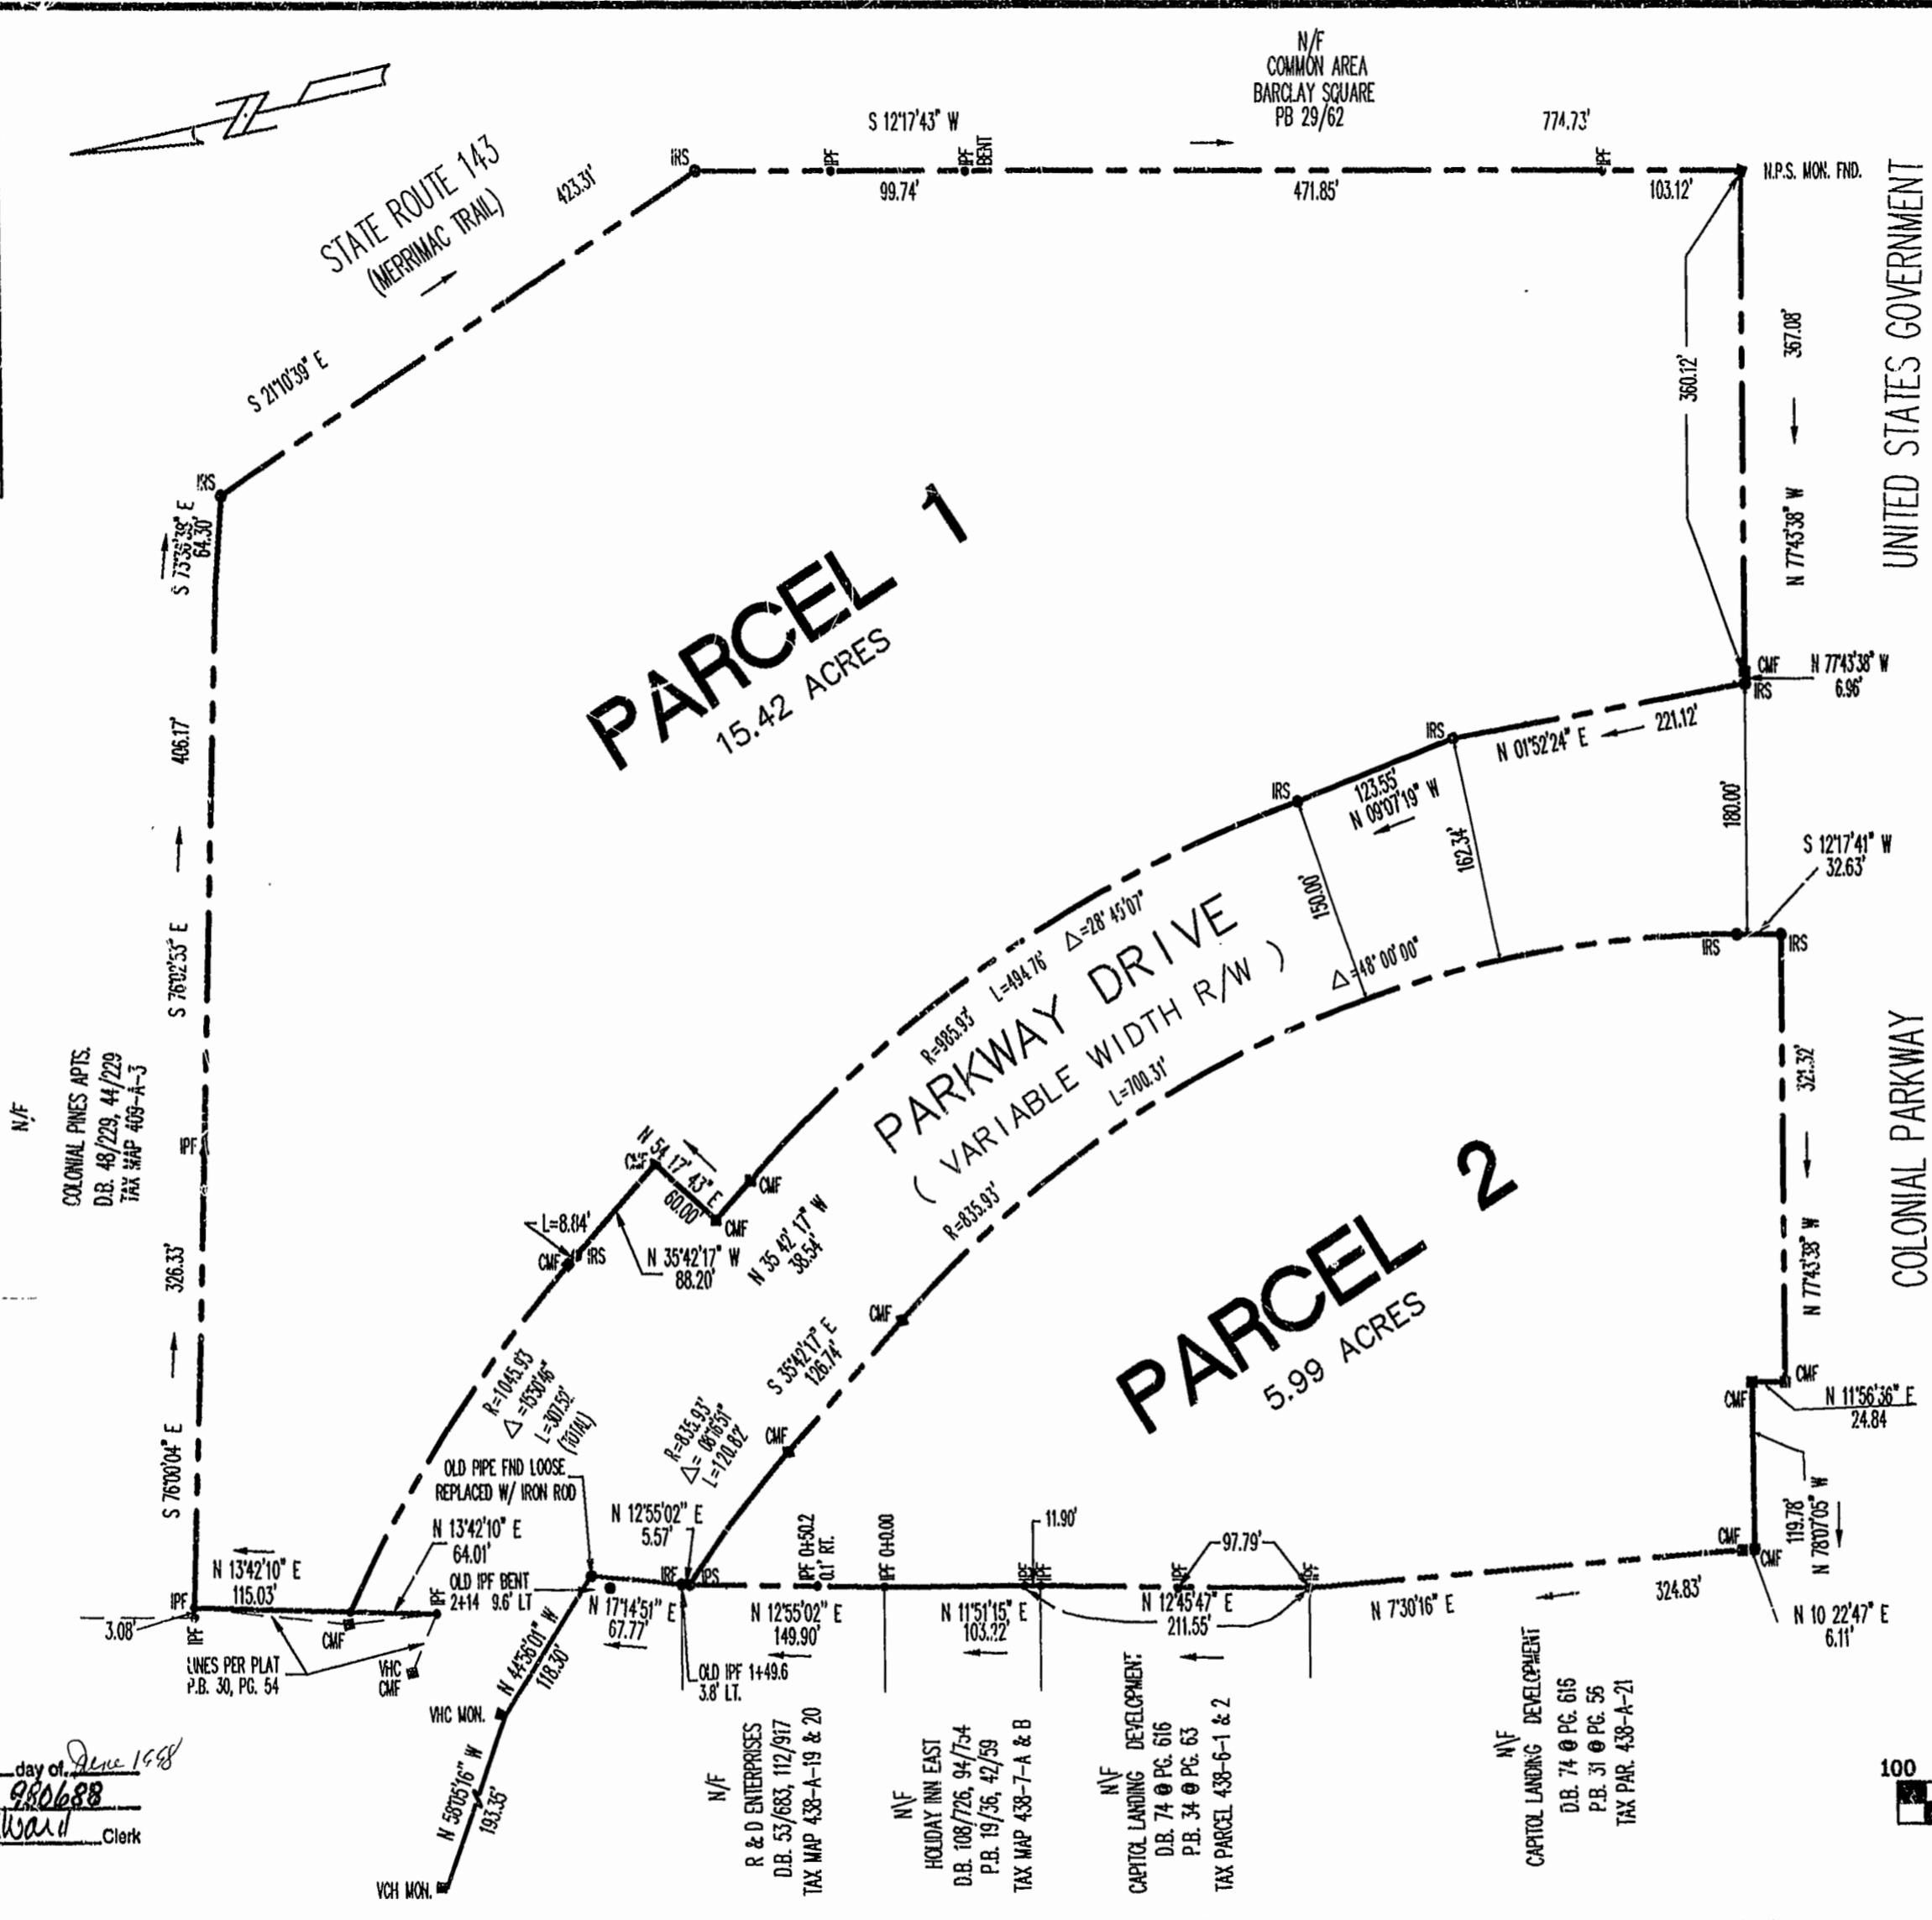 N/F
COMMON AREA
BARCLAY SQUARE
PB 29/62
S 12°17'43" W
774.73'
STATE ROUTE 143
(MERRIMAC TRAIL)
423.31'
S 21°10'39" E
IRS
IPF
IPF
BENT
IPF
99.74'
471.85'
103.12'
N.P.S. MON. FND.
UNITED STATES GOVERNMENT
367.08'
360.12'
N 77°43'38" W
IRS
64.30'
PARCEL 1
15.42 ACRES
CMF
IRS
N 77°43'38" W
6.96'
406.17'
S 76°02'53" E
IRS
N 01°52'24" E
221.12'
IRS
123.55'
N 09°07'19" W
162.34'
150.00'
180.00'
S 12°17'41" W
32.63'
IRS
IRS
R=985.93'
L=494.76'
Δ=28° 45'07"
PARKWAY DRIVE
( VARIABLE WIDTH R/W )
Δ=48° 00'00"
L=700.31'
R=835.93'
COLONIAL PARKWAY
321.32'
N 77°43'38" W
N/F
COLONIAL PINES APTS.
D.B. 48/229, 44/229
TAX MAP 409-A-3
IPF
326.33'
S 76°00'04" E
CMF
N 54°17'43" E
60.00'
CMF
CMF
N 35°42'17" W
38.54'
L=8.84'
CMF
IRS
N 35°42'17" W
88.20'
CMF
PARCEL 2
5.99 ACRES
S 35°42'17" E
126.74'
CMF
R=1045.93'
Δ=15°50'46"
L=307.52'
(TOTAL)
R=835.93'
Δ= 08°16'51"
L=120.82'
CMF
CMF
N 11°56'36" E
24.84
119.78'
N 78°07'05" W
CMF
CMF
OLD PIPE FND LOOSE
REPLACED W/ IRON ROD
N 12°55'02" E
5.57'
N 13°42'10" E
64.01'
N 13°42'10" E
115.03'
OLD IPF BENT
2+14 9.6' LT
IPF
IPF
IPF
3.08'
CMF
LINES PER PLAT
P.B. 30, PG. 54
VHC
CMF
N 44°56'01" W
118.30'
N 17°14'51" E
67.77'
IPS
IPF 0+50.2
0.1' RT.
IPF 0+0.00
11.90'
IPF
IPF
97.79'
IPF
IPF
N 12°55'02" E
149.90'
N 11°51'15" E
103.22'
N 12°45'47" E
211.55'
N 7°30'16" E
324.83'
N 10 22'47" E
6.11'
OLD IPF 1+49.6
3.8' LT.
VHC MON.
N 58°05'16" W
193.35'
VCH MON.
N/F
R & D ENTERPRISES
D.B. 53/683, 112/917
TAX MAP 438-A-19 & 20
N\F
HOLIDAY INN EAST
D.B. 108/726, 94/754
P.B. 19/36, 42/59
TAX MAP 438-7-A & B
N\F
CAPITOL LANDING DEVELOPMENT
D.B. 74 @ PG. 616
P.B. 34 @ PG. 63
TAX PARCEL 438-6-1 & 2
N\F
CAPITOL LANDING DEVELOPMENT
D.B. 74 @ PG. 616
P.B. 31 @ PG. 56
TAX PAR. 438-A-21
day of June 1998
980688
Ward Clerk
100